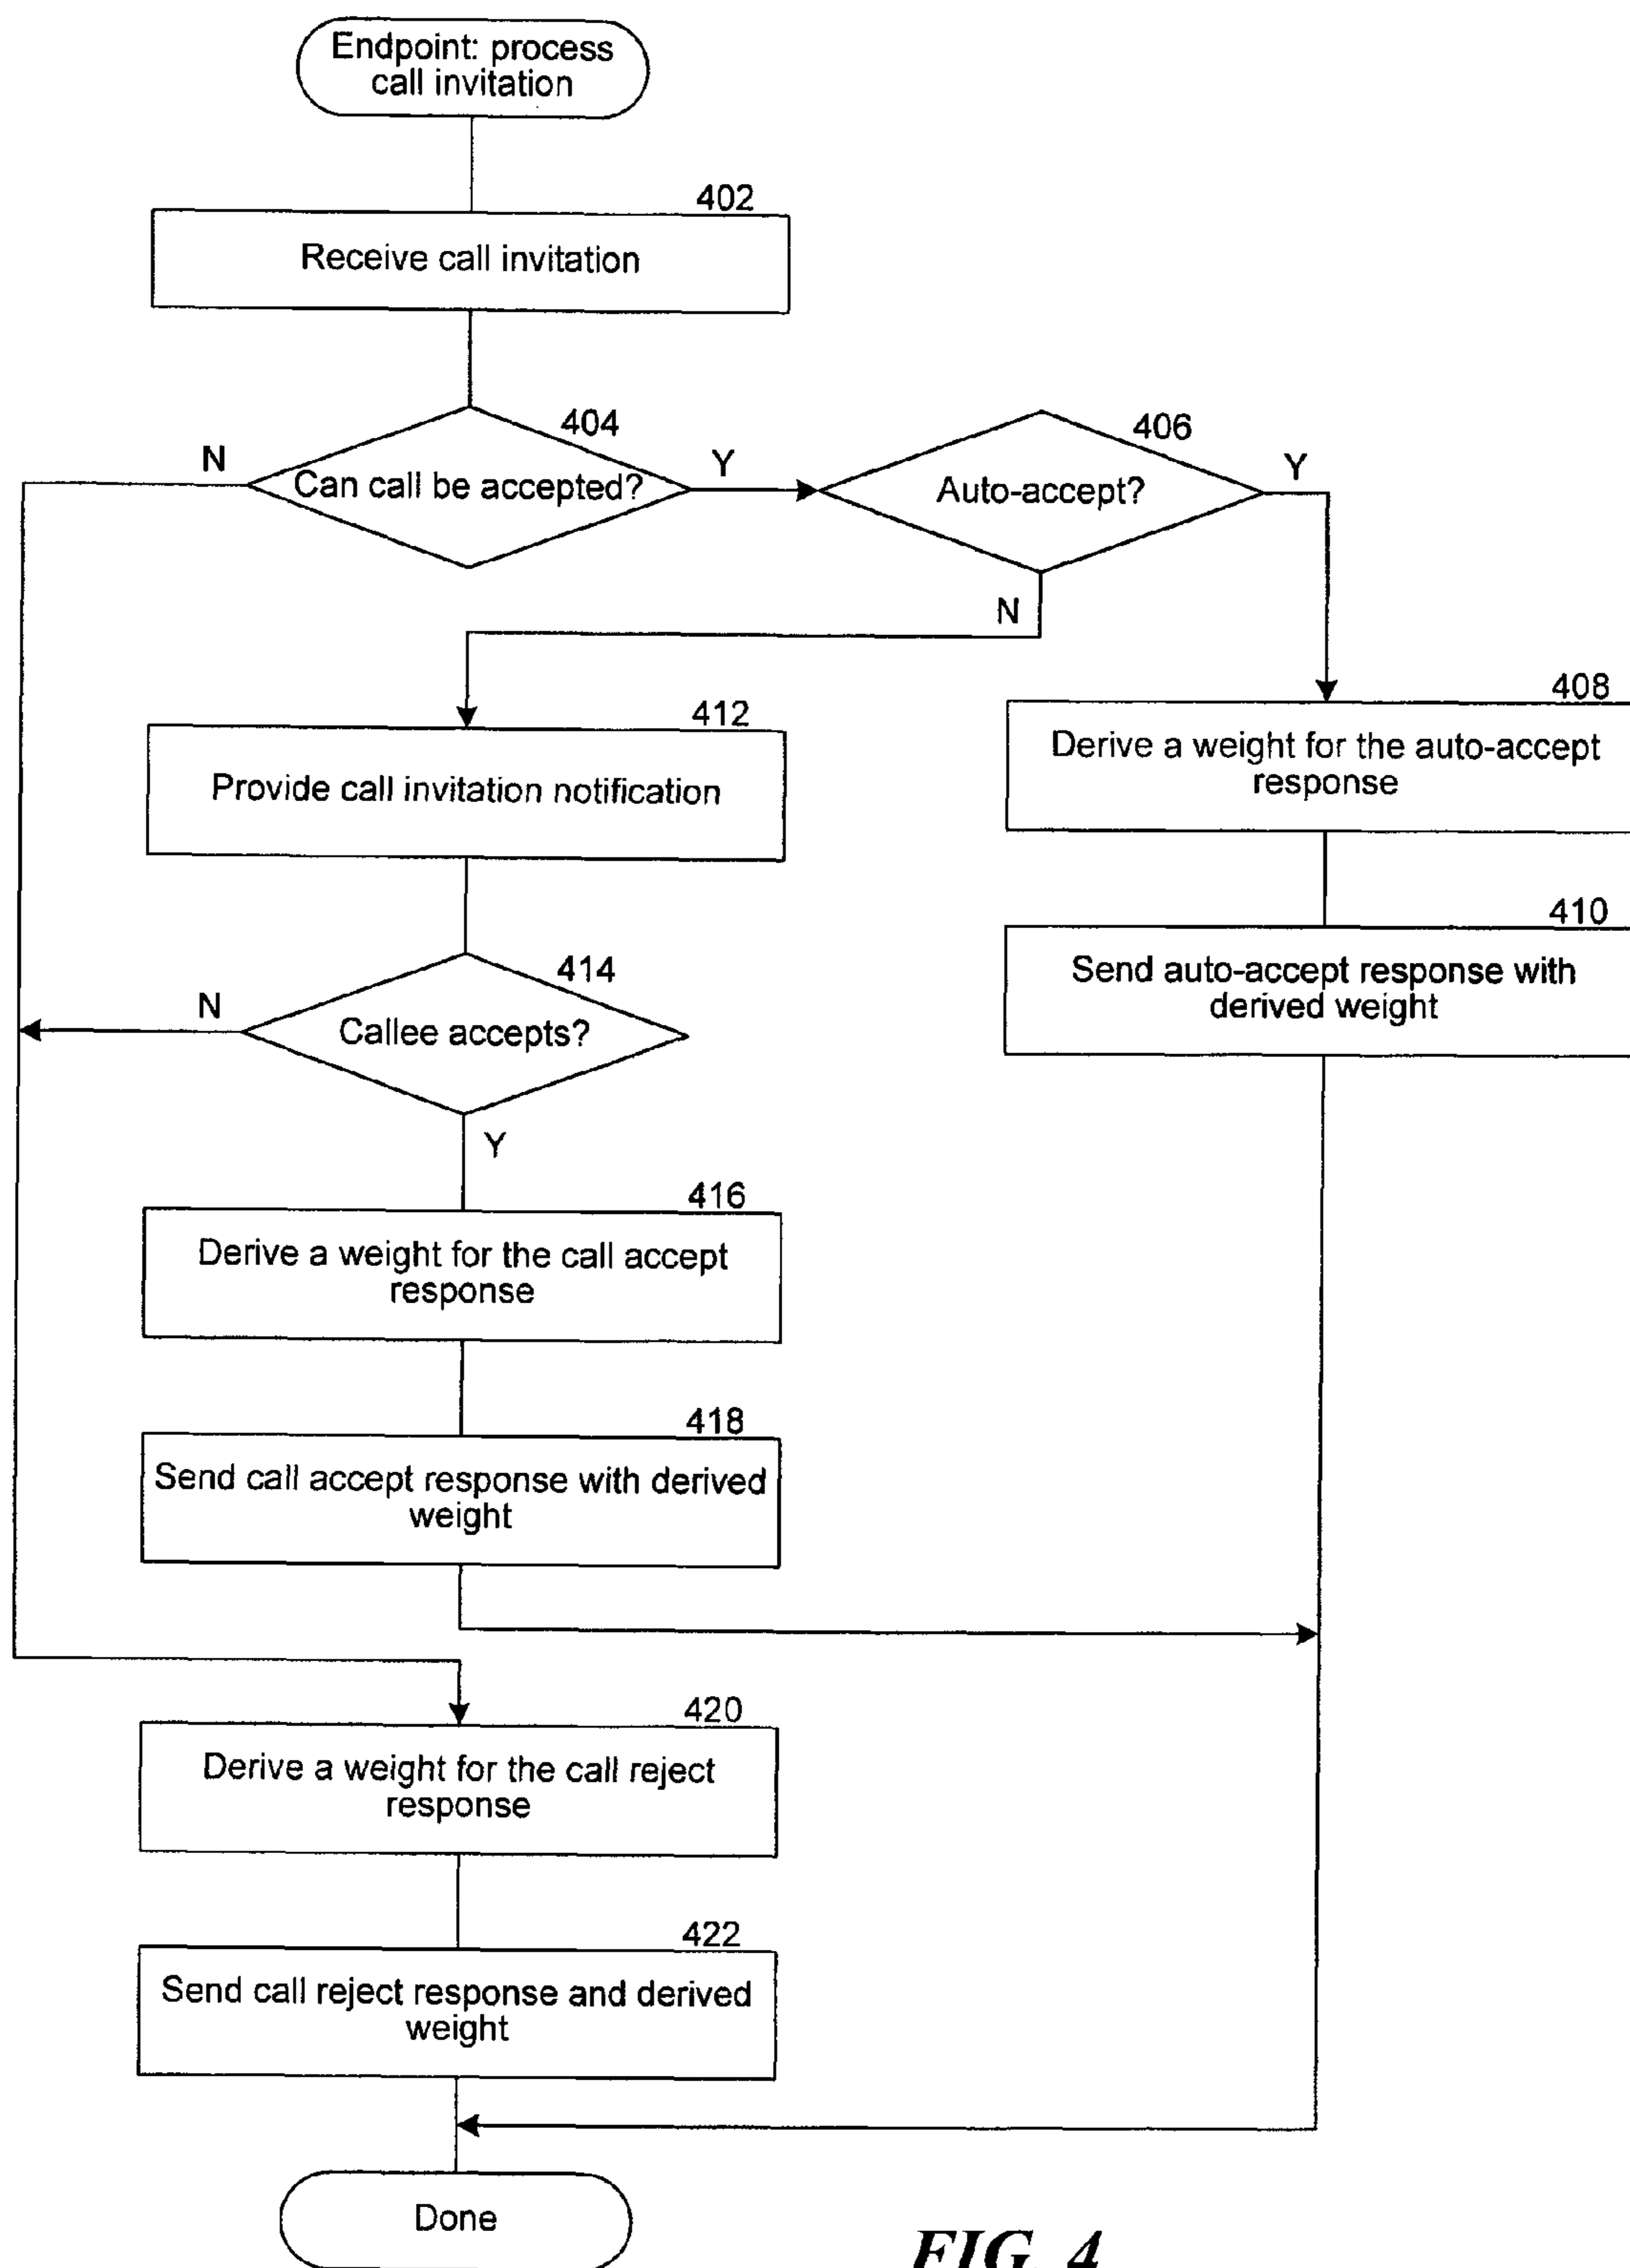 Endpoint: process
call invitation
402
Receive call invitation
404
Can call be accepted?
N
Y
406
Auto-accept?
Y
N
408
Derive a weight for the auto-accept
response
410
Send auto-accept response with
derived weight
412
Provide call invitation notification
414
Callee accepts?
N
Y
416
Derive a weight for the call accept
response
418
Send call accept response with derived
weight
420
Derive a weight for the call reject
response
422
Send call reject response and derived
weight
Done
FIG. 4